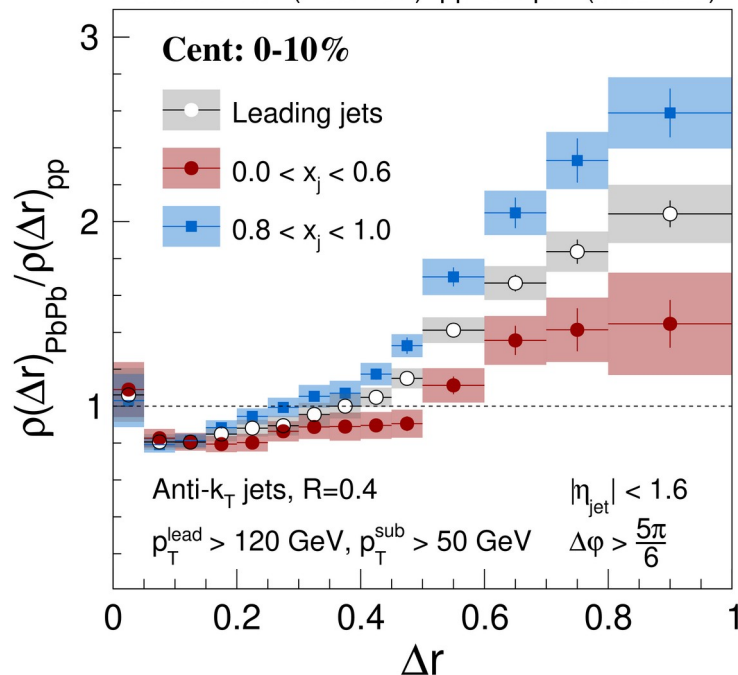 3
Cent: 0-10%
Leading jets
0.0 < x_j < 0.6
2
0.8 < x_j < 1.0
ρ(Δr)_PbPb/ρ(Δr)_pp
1
Anti-k_T jets, R=0.4
|η_jet| < 1.6
p_T^lead > 120 GeV, p_T^sub > 50 GeV
Δφ > 5π/6
0 0.2 0.4 0.6 0.8 1
Δr